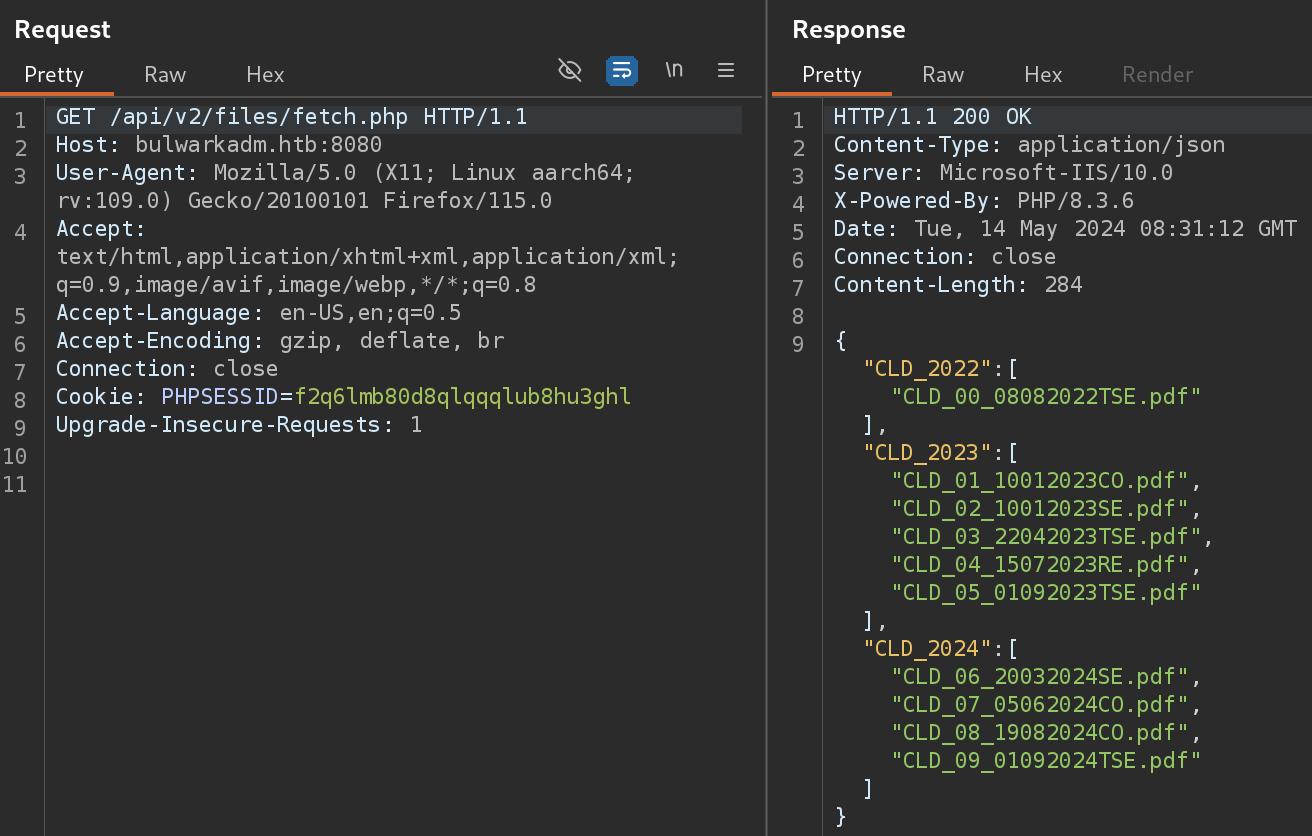 Request
Pretty Raw Hex \n
1 GET /api/v2/files/fetch.php HTTP/1.1
2 Host: bulwarkadm.htb:8080
3 User-Agent: Mozilla/5.0 (X11; Linux aarch64;
rv:109.0) Gecko/20100101 Firefox/115.0
4 Accept:
text/html,application/xhtml+xml,application/xml;
q=0.9,image/avif,image/webp,*/*;q=0.8
5 Accept-Language: en-US,en;q=0.5
6 Accept-Encoding: gzip, deflate, br
7 Connection: close
8 Cookie: PHPSESSID=f2q6lmb80d8qlqqqlub8hu3ghl
9 Upgrade-Insecure-Requests: 1
10
11
Response
Pretty Raw Hex Render
1 HTTP/1.1 200 OK
2 Content-Type: application/json
3 Server: Microsoft-IIS/10.0
4 X-Powered-By: PHP/8.3.6
5 Date: Tue, 14 May 2024 08:31:12 GMT
6 Connection: close
7 Content-Length: 284
8
9 {
"CLD_2022":[
"CLD_00_08082022TSE.pdf"
],
"CLD_2023":[
"CLD_01_10012023CO.pdf",
"CLD_02_10012023SE.pdf",
"CLD_03_22042023TSE.pdf",
"CLD_04_15072023RE.pdf",
"CLD_05_01092023TSE.pdf"
],
"CLD_2024":[
"CLD_06_20032024SE.pdf",
"CLD_07_05062024CO.pdf",
"CLD_08_19082024CO.pdf",
"CLD_09_01092024TSE.pdf"
]
}